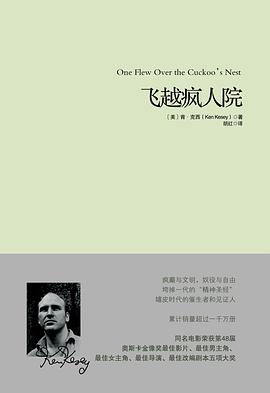 One Flew Over the Cuckoo's Nest
飞越疯人院
〔美〕肯·克西（Ken Kesey）著
胡红 译
疯癫与文明，奴役与自由
垮掉一代的“精神圣经”
嬉皮时代的催生者和见证人
累计销量超过一千万册
同名电影荣获第48届
奥斯卡金像奖最佳影片、最佳男主角、
最佳女主角、最佳导演、最佳改编剧本五项大奖
Ken Kesey